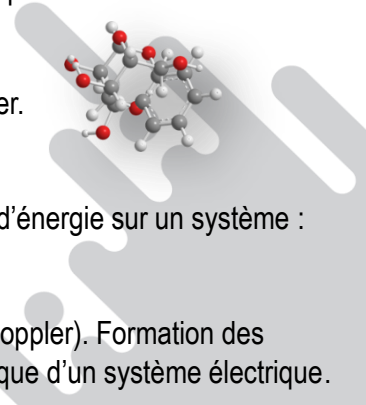 er.
d’énergie sur un système :
oppler). Formation des
que d’un système électrique.